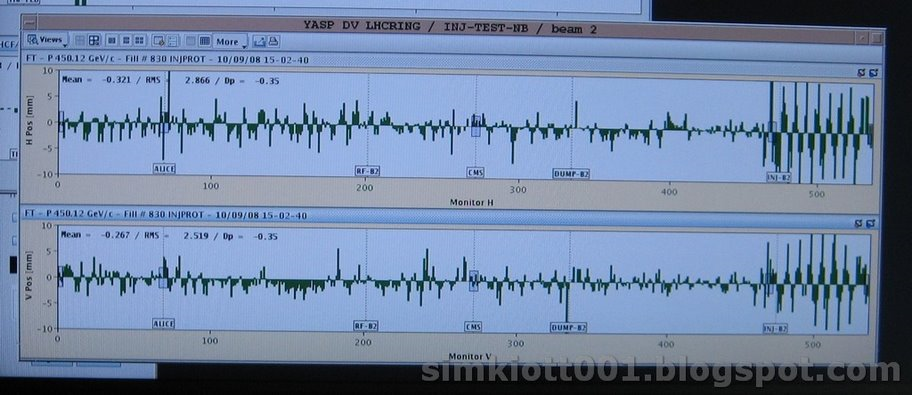 YASP DV LHCRING / INJ-TEST-NB / beam 2
Views
More
FT - P 450.12 GeV/c - Fill # 830 INJPROT - 10/09/08 15-02-40
Mean = -0.321 / RMS = 2.866 / Dp = -0.35
H Pos [mm]
10
5
0
-5
-10
ALICE
RF-B2
CMS
DUMP-B2
INJ-B2
0
100
200
300
400
500
Monitor H
FT - P 450.12 GeV/c - Fill # 830 INJPROT - 10/09/08 15-02-40
Mean = -0.267 / RMS = 2.519 / Dp = -0.35
V Pos [mm]
10
5
0
-5
-10
ALICE
RF-B2
CMS
DUMP-B2
INJ-B2
0
100
200
300
400
500
Monitor V
simkiott001.blogspot.com